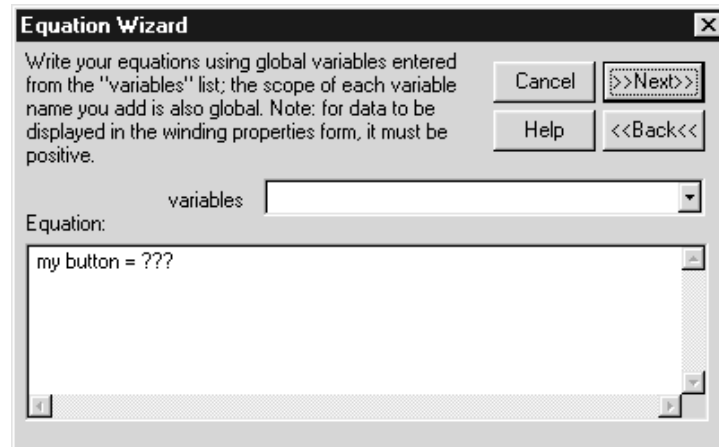 Equation Wizard
Write your equations using global variables entered
from the "variables" list; the scope of each variable
name you add is also global. Note: for data to be
displayed in the winding properties form, it must be
positive.
Cancel
>>Next>>
Help
<<Back<<
variables
Equation:
my button = ???